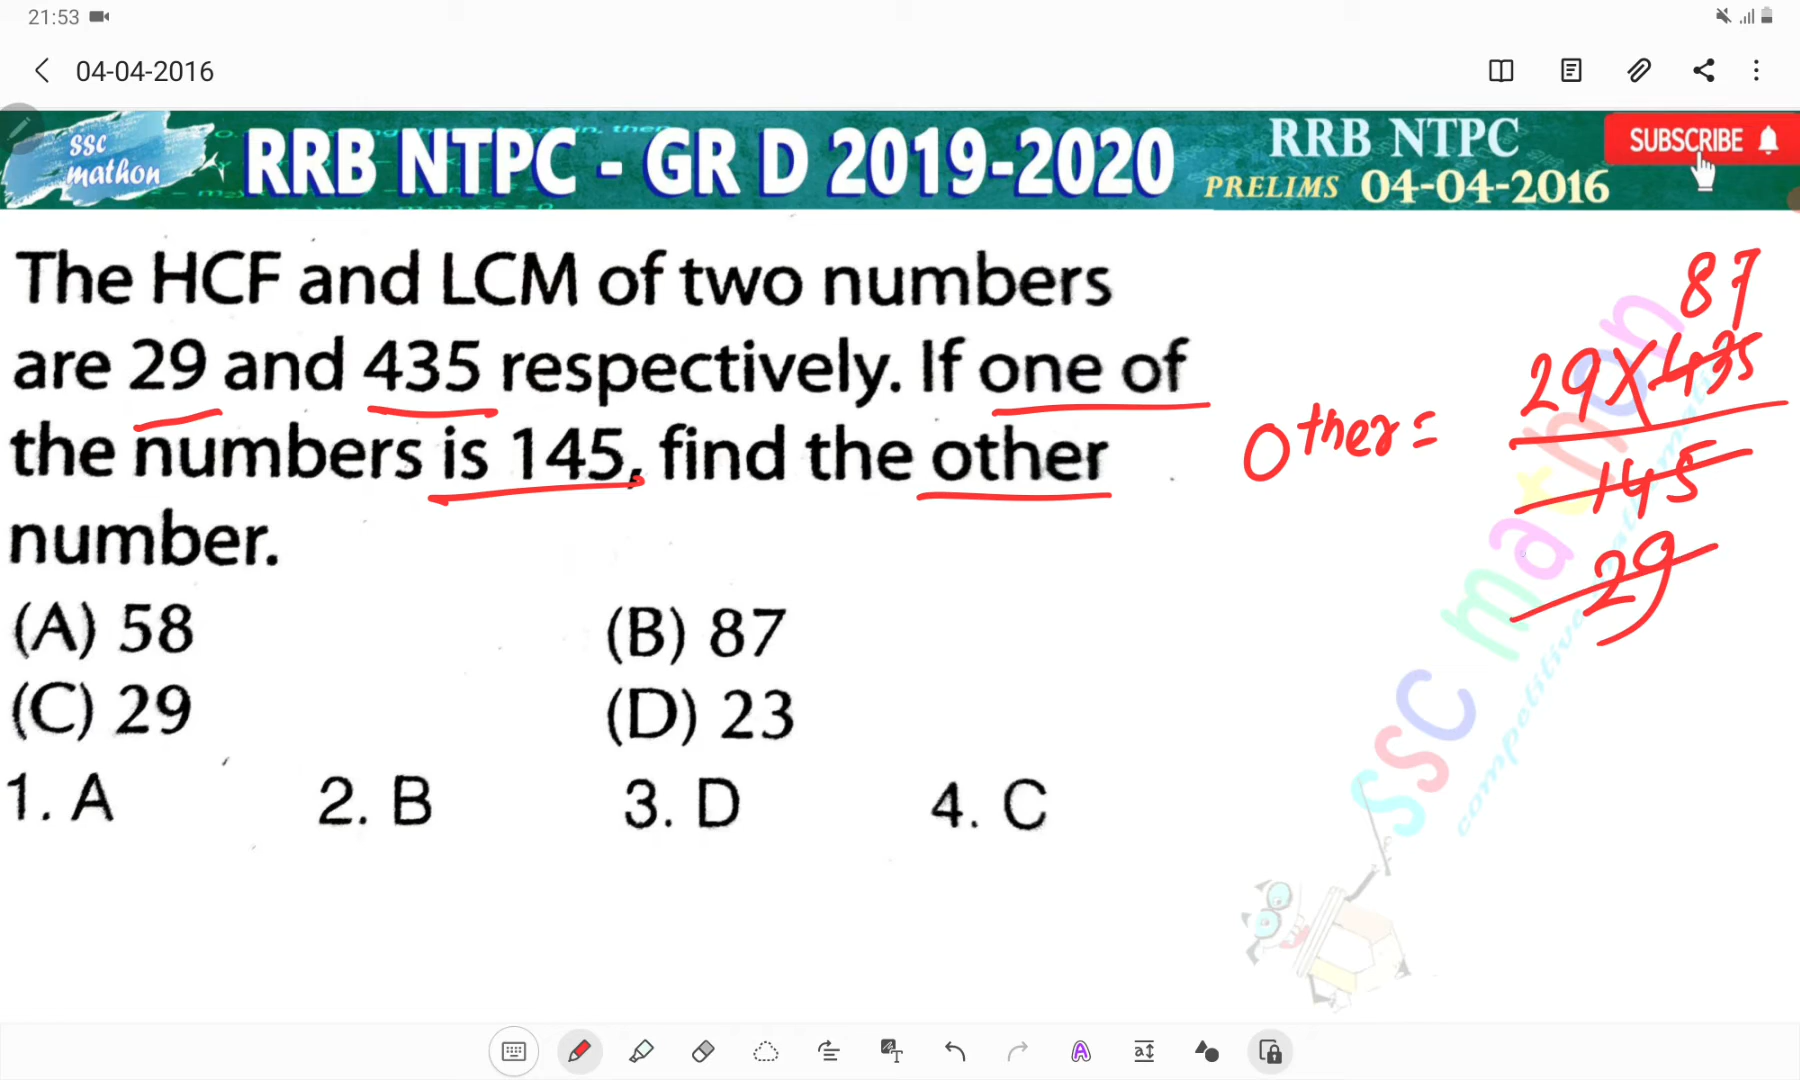 21:53
04-04-2016
ssc
mathon
RRB NTPC - GR D 2019-2020
RRB NTPC
PRELIMS 04-04-2016
SUBSCRIBE
The HCF and LCM of two numbers
are 29 and 435 respectively. If one of
the numbers is 145, find the other
number.
(A) 58 (B) 87
(C) 29 (D) 23
1. A 2. B 3. D 4. C
87
29 X 435
Other =
145
29
ssc mathon